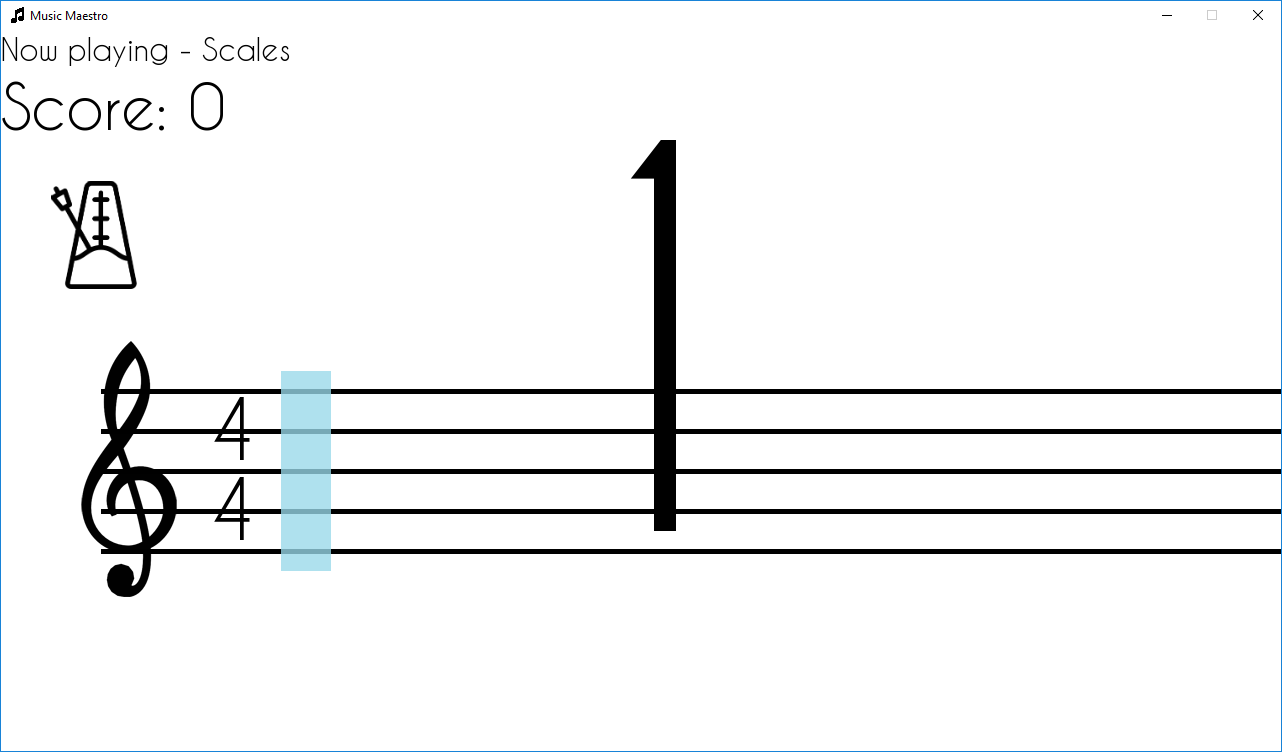 Music Maestro
Now playing - Scales
Score: 0
1
4
4